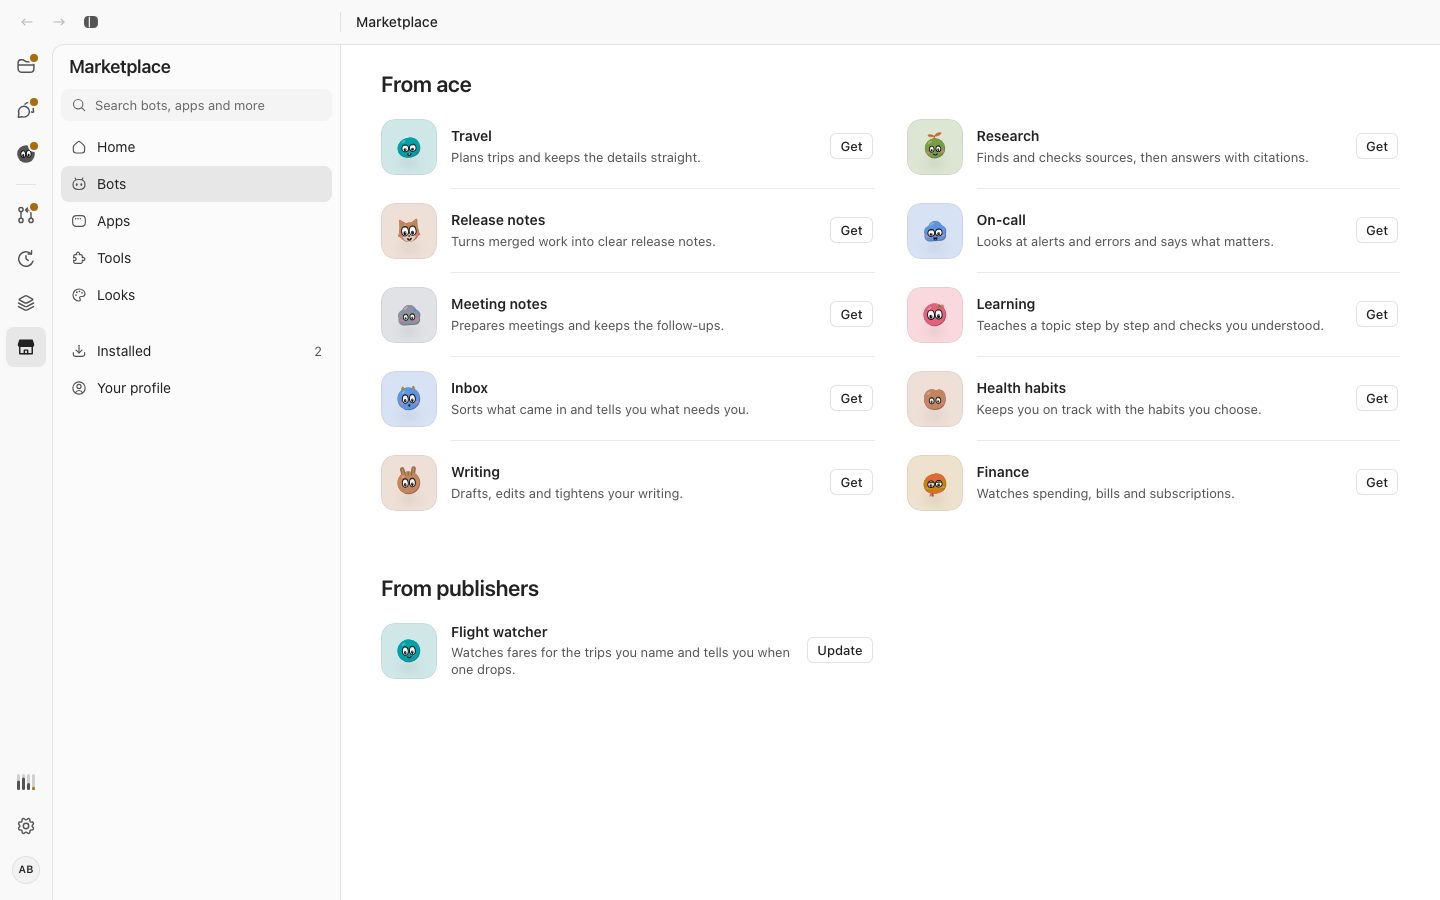 Marketplace
Marketplace
Search bots, apps and more
Home
Bots
Apps
Tools
Looks
Installed 2
Your profile
AB
From ace
Travel
Plans trips and keeps the details straight.
Get
Research
Finds and checks sources, then answers with citations.
Get
Release notes
Turns merged work into clear release notes.
Get
On-call
Looks at alerts and errors and says what matters.
Get
Meeting notes
Prepares meetings and keeps the follow-ups.
Get
Learning
Teaches a topic step by step and checks you understood.
Get
Inbox
Sorts what came in and tells you what needs you.
Get
Health habits
Keeps you on track with the habits you choose.
Get
Writing
Drafts, edits and tightens your writing.
Get
Finance
Watches spending, bills and subscriptions.
Get
From publishers
Flight watcher
Watches fares for the trips you name and tells you when
one drops.
Update